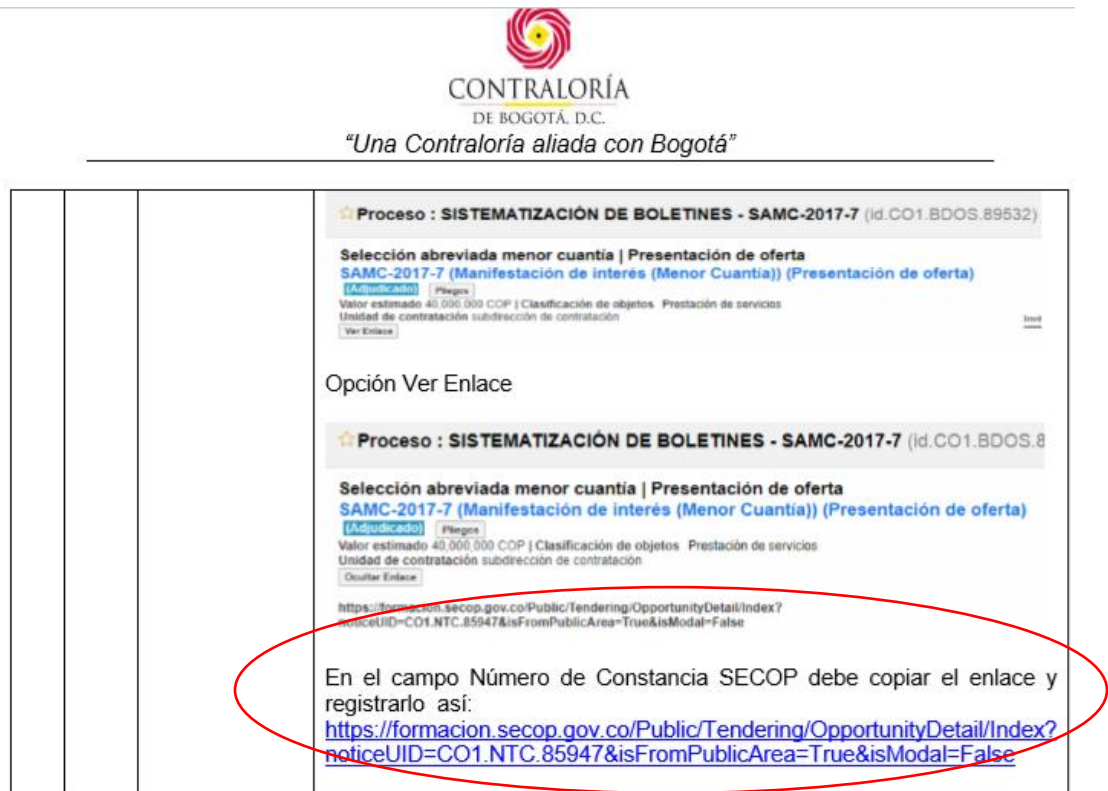 CONTRALORÍA
DE BOGOTÁ, D.C.
"Una Contraloría aliada con Bogotá"
Proceso : SISTEMATIZACIÓN DE BOLETINES - SAMC-2017-7 (id.CO1.BDOS.89532)
Selección abreviada menor cuantía | Presentación de oferta
SAMC-2017-7 (Manifestación de interés (Menor Cuantía)) (Presentación de oferta)
(Adjudicado) Pliegos
Valor estimado 40,000,000 COP | Clasificación de objetos Prestación de servicios
Unidad de contratación subdirección de contratación
Ver Enlace
Opción Ver Enlace
Proceso : SISTEMATIZACIÓN DE BOLETINES - SAMC-2017-7 (id.CO1.BDOS.8
Selección abreviada menor cuantía | Presentación de oferta
SAMC-2017-7 (Manifestación de interés (Menor Cuantía)) (Presentación de oferta)
(Adjudicado) Pliegos
Valor estimado 40,000,000 COP | Clasificación de objetos Prestación de servicios
Unidad de contratación subdirección de contratación
Ocultar Enlace
https://formacion.secop.gov.co/Public/Tendering/OpportunityDetail/Index?
noticeUID=CO1.NTC.85947&isFromPublicArea=True&isModal=False
En el campo Número de Constancia SECOP debe copiar el enlace y
registrarlo así:
https://formacion.secop.gov.co/Public/Tendering/OpportunityDetail/Index?
noticeUID=CO1.NTC.85947&isFromPublicArea=True&isModal=False